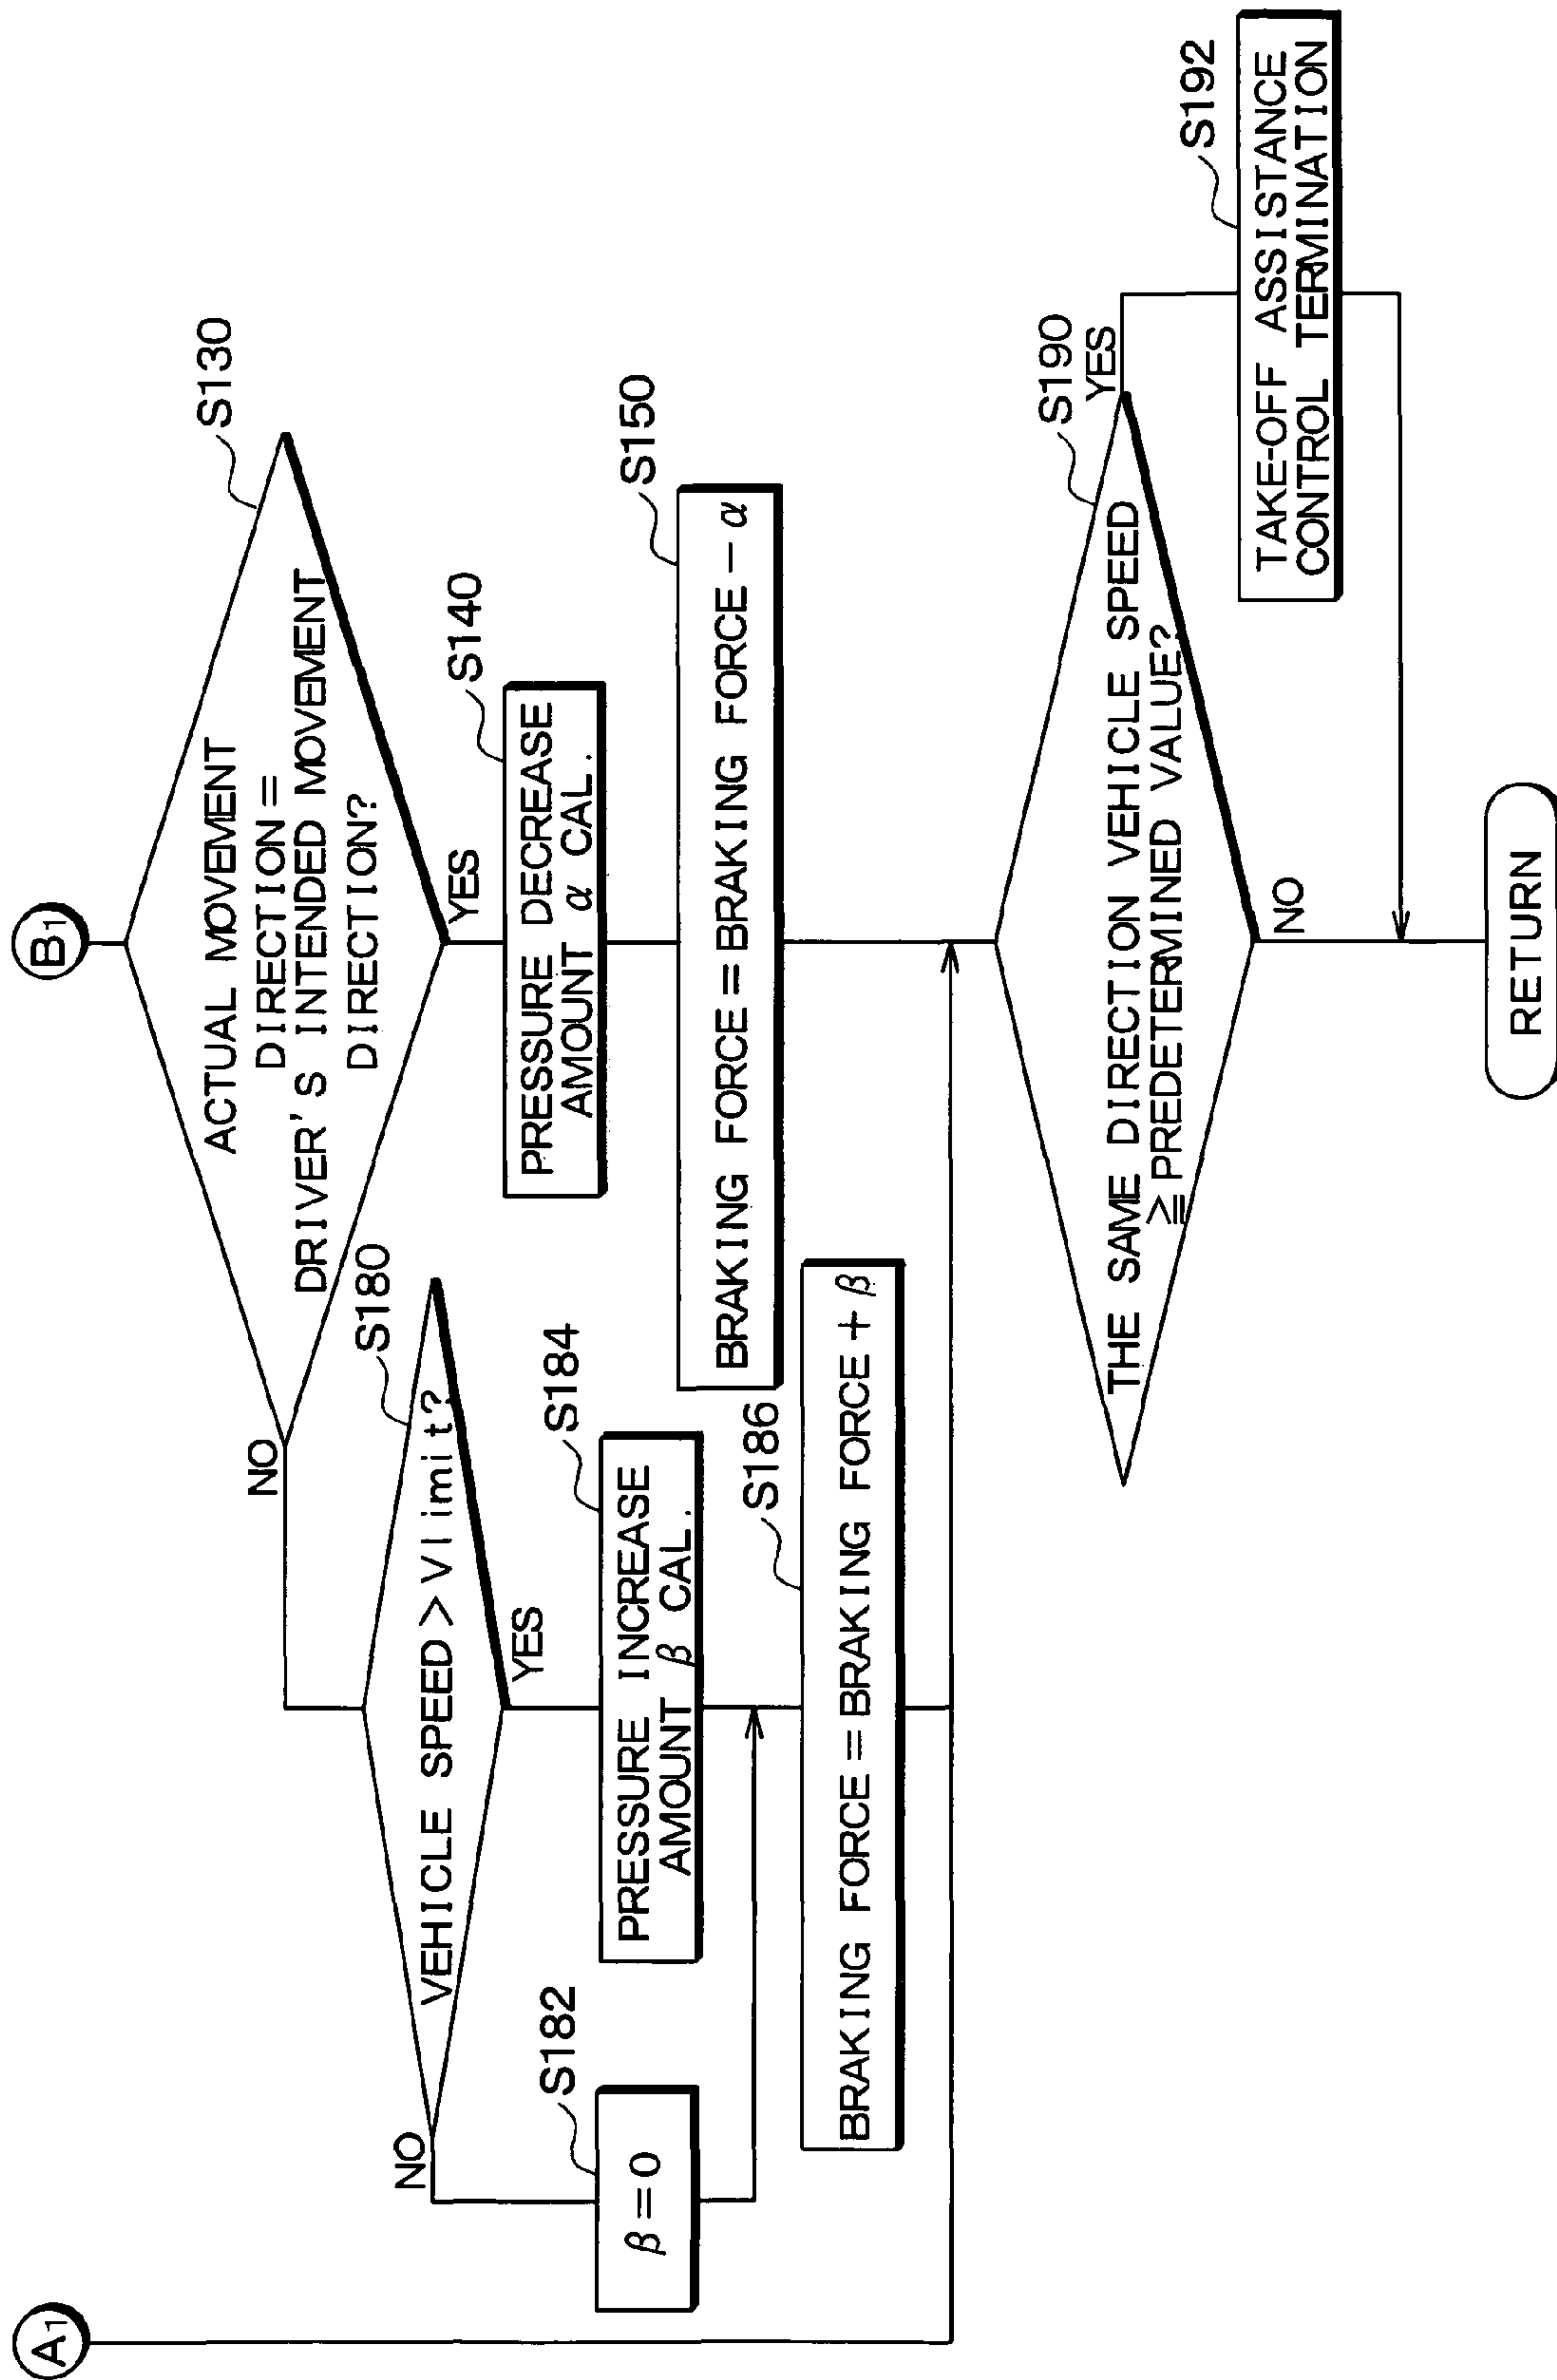 A1
B1
ACTUAL MOVEMENT
DIRECTION =
DRIVER'S INTENDED MOVEMENT
DIRECTION?
S130
NO
YES
VEHICLE SPEED > Vlimit?
S180
NO
YES
PRESSURE DECREASE
AMOUNT α CAL.
S140
β = 0
S182
PRESSURE INCREASE
AMOUNT β CAL.
S184
BRAKING FORCE = BRAKING FORCE - α
S150
BRAKING FORCE = BRAKING FORCE + β
S186
THE SAME DIRECTION VEHICLE SPEED
≧ PREDETERMINED VALUE?
S190
YES
NO
TAKE-OFF ASSISTANCE
CONTROL TERMINATION
S192
RETURN